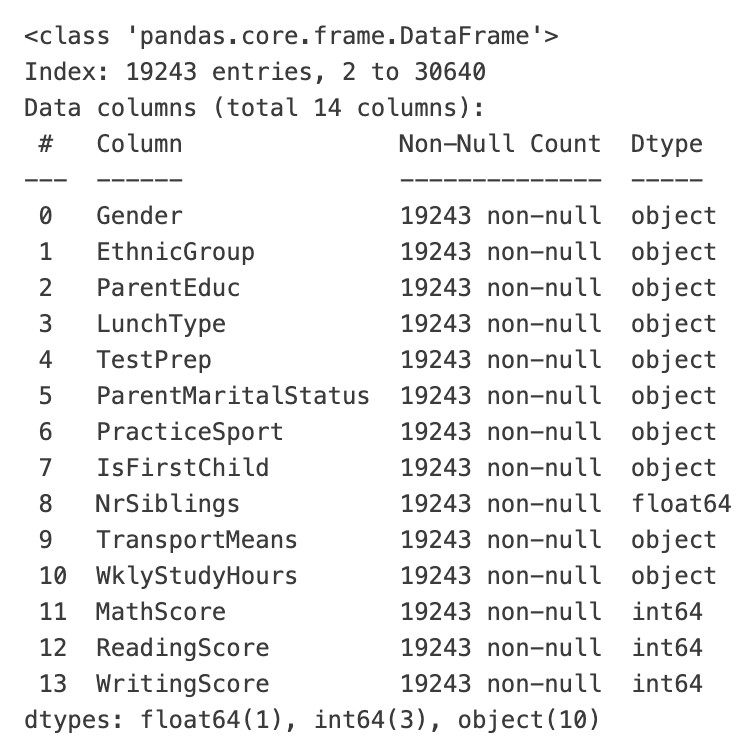 <class 'pandas.core.frame.DataFrame'>
Index: 19243 entries, 2 to 30640
Data columns (total 14 columns):
 #   Column               Non-Null Count  Dtype
---  ------               --------------  -----
 0   Gender               19243 non-null  object
 1   EthnicGroup          19243 non-null  object
 2   ParentEduc           19243 non-null  object
 3   LunchType            19243 non-null  object
 4   TestPrep             19243 non-null  object
 5   ParentMaritalStatus  19243 non-null  object
 6   PracticeSport        19243 non-null  object
 7   IsFirstChild         19243 non-null  object
 8   NrSiblings           19243 non-null  float64
 9   TransportMeans       19243 non-null  object
 10  WklyStudyHours       19243 non-null  object
 11  MathScore            19243 non-null  int64
 12  ReadingScore         19243 non-null  int64
 13  WritingScore         19243 non-null  int64
dtypes: float64(1), int64(3), object(10)